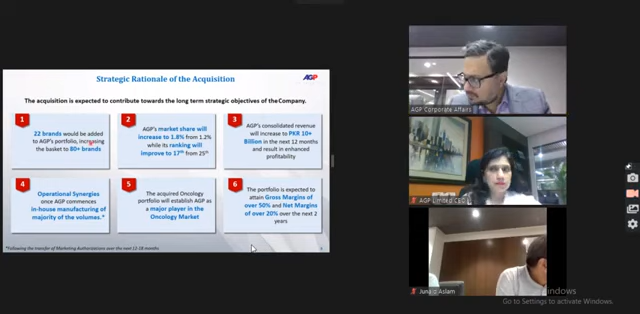 Strategic Rationale of the Acquisition
AGP
The acquisition is expected to contribute towards the long term strategic objectives of the Company.
1
22 brands would be added
to AGP's portfolio, increasing
the basket to 80+ brands
2
AGP's market share will
increase to 1.8% from 1.2%
while its ranking will
improve to 17th from 25th
3
AGP's consolidated revenue
will increase to PKR 10+
Billion in the next 12 months
and result in enhanced
profitability
4
Operational Synergies
once AGP commences
in-house manufacturing of
majority of the volumes.*
5
The acquired Oncology
portfolio will establish AGP as
a major player in the
Oncology Market
6
The portfolio is expected to
attain Gross Margins of
over 50% and Net Margins
of over 20% over the next 2
years
*Following the transfer of Marketing Authorizations over the next 12-18 months.
AGP Corporate Affairs
AGP Limited CEO
Junaid Aslam
Windows
Go to Settings to activate Windows.